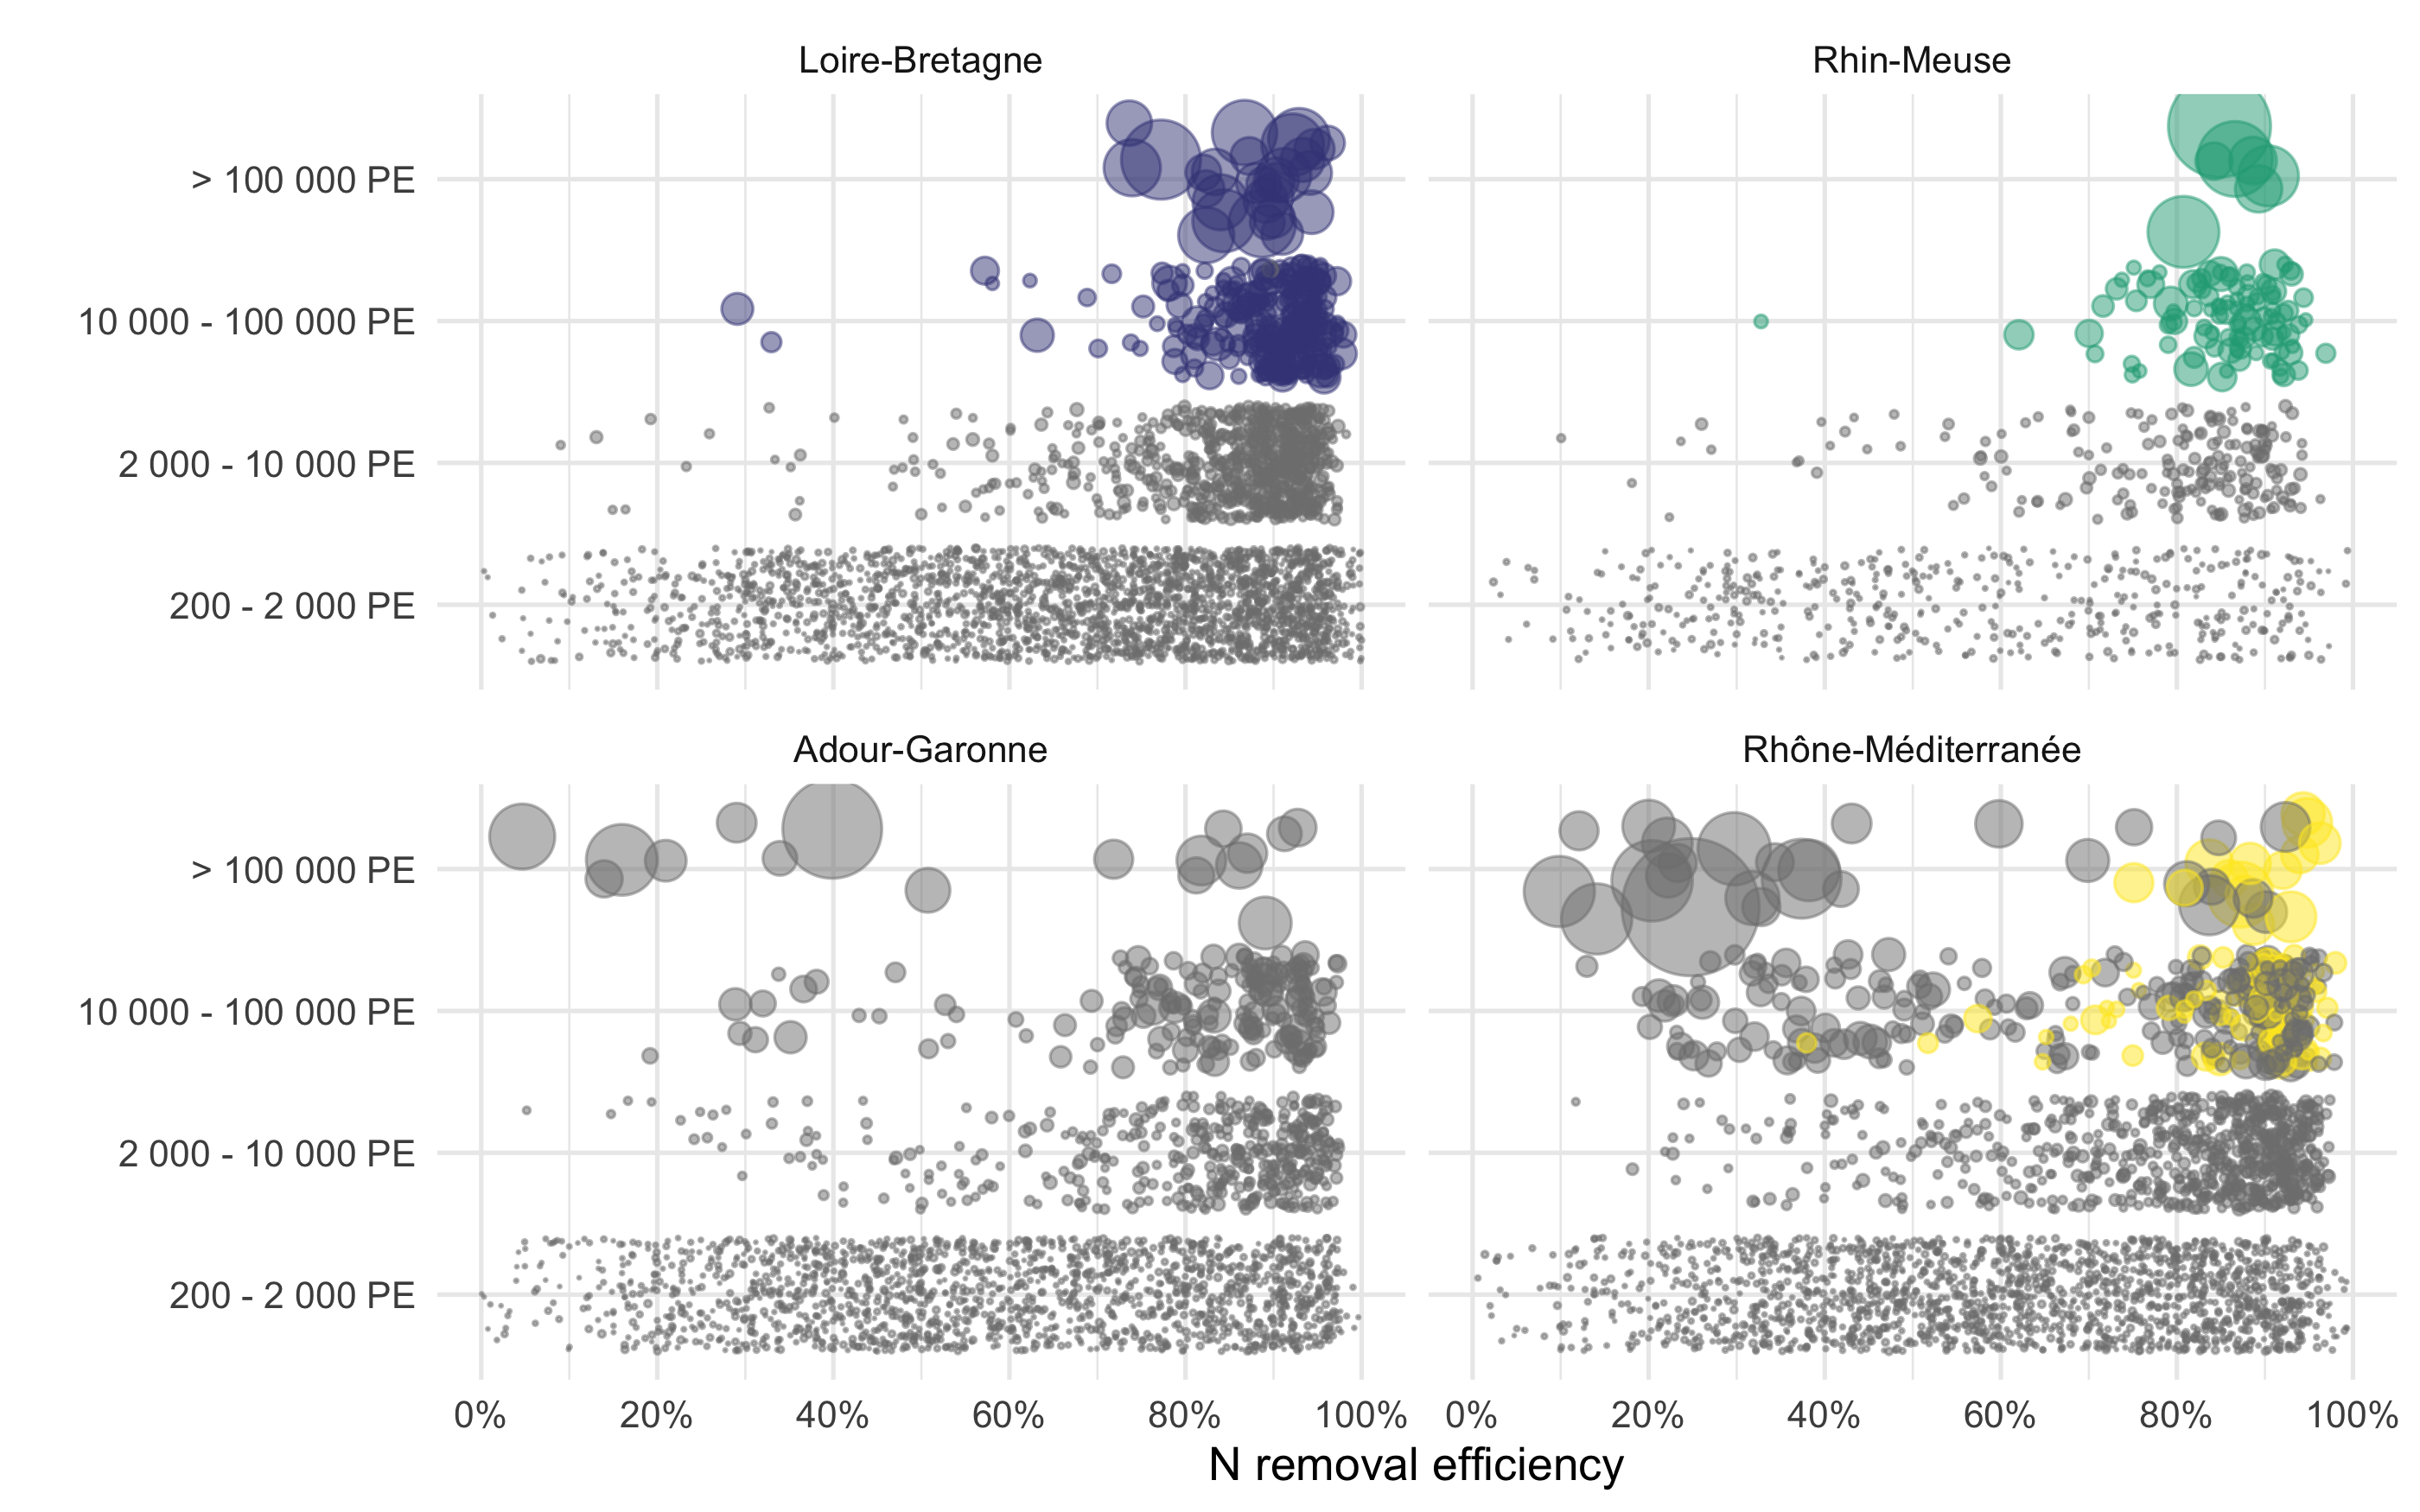 Loire-Bretagne
Rhin-Meuse
> 100 000 PE
10 000 - 100 000 PE
2 000 - 10 000 PE
200 - 2 000 PE
Adour-Garonne
Rhône-Méditerranée
> 100 000 PE
10 000 - 100 000 PE
2 000 - 10 000 PE
200 - 2 000 PE
0% 20% 40% 60% 80% 100%
0% 20% 40% 60% 80% 100%
N removal efficiency